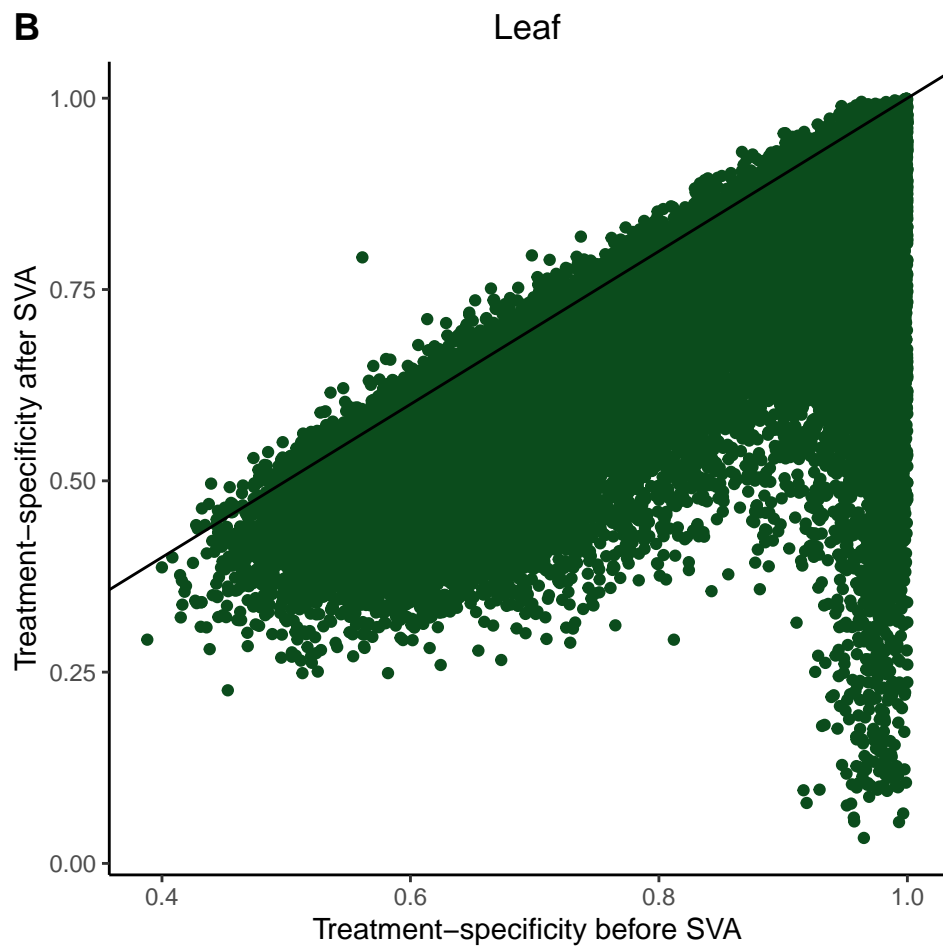 B
Leaf
Treatment−specificity after SVA
1.00
0.75
0.50
0.25
0.00
0.4
0.6
0.8
1.0
Treatment−specificity before SVA